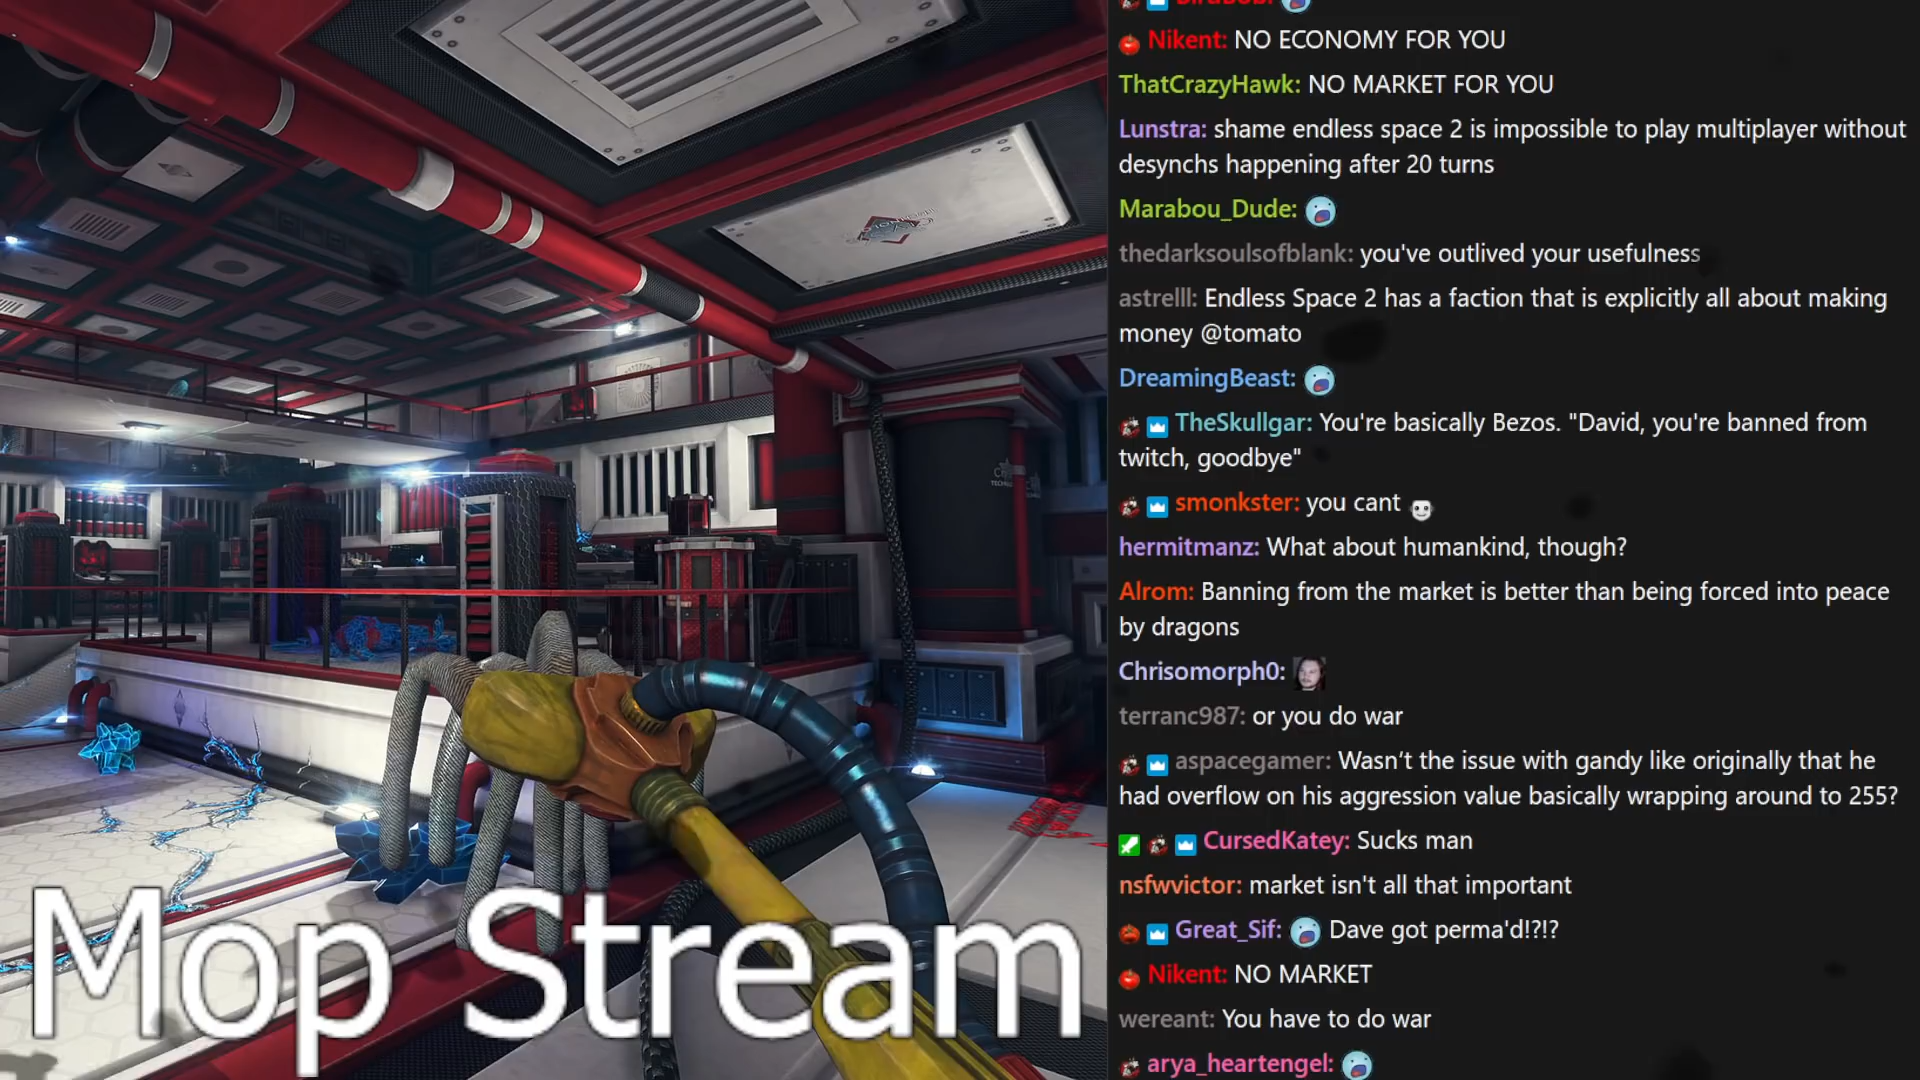 BirdBob:
Nikent: NO ECONOMY FOR YOU
ThatCrazyHawk: NO MARKET FOR YOU
Lunstra: shame endless space 2 is impossible to play multiplayer without
desynchs happening after 20 turns
Marabou_Dude:
thedarksoulsofblank: you've outlived your usefulness
astrelll: Endless Space 2 has a faction that is explicitly all about making
money @tomato
DreamingBeast:
TheSkullgar: You're basically Bezos. "David, you're banned from
twitch, goodbye"
smonkster: you cant
hermitmanz: What about humankind, though?
Alrom: Banning from the market is better than being forced into peace
by dragons
Chrisomorph0:
terranc987: or you do war
aspacegamer: Wasn’t the issue with gandy like originally that he
had overflow on his aggression value basically wrapping around to 255?
CursedKatey: Sucks man
nsfwvictor: market isn't all that important
Great_Sif: Dave got perma'd!?!?
Nikent: NO MARKET
wereant: You have to do war
arya_heartengel:
Mop Stream